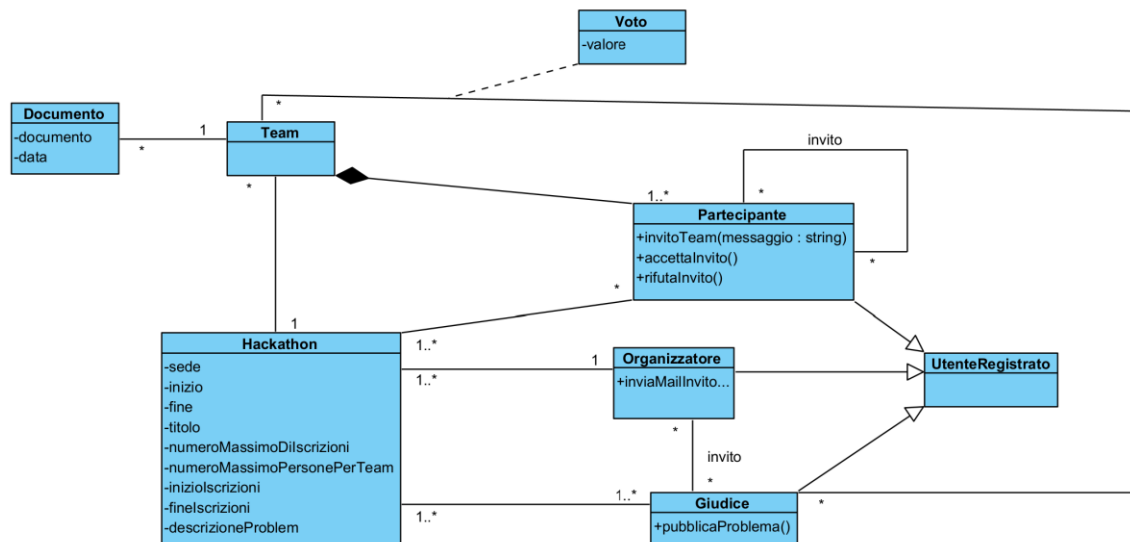 Voto
-valore
*
Documento
-documento
-data
*
1
Team
*
invito
*
1..*
Partecipante
+invitoTeam(messaggio : string)
+accettaInvito()
+rifutaInvito()
*
*
1
Hackathon
-sede
-inizio
-fine
-titolo
-numeroMassimoDiIscrizioni
-numeroMassimoPersonePerTeam
-inizioIscrizioni
-fineIscrizioni
-descrizioneProblem
1..*
1..*
1
Organizzatore
+inviaMailInvito...
UtenteRegistrato
*
invito
*
1..*
1..*
Giudice
+pubblicaProblema()
*